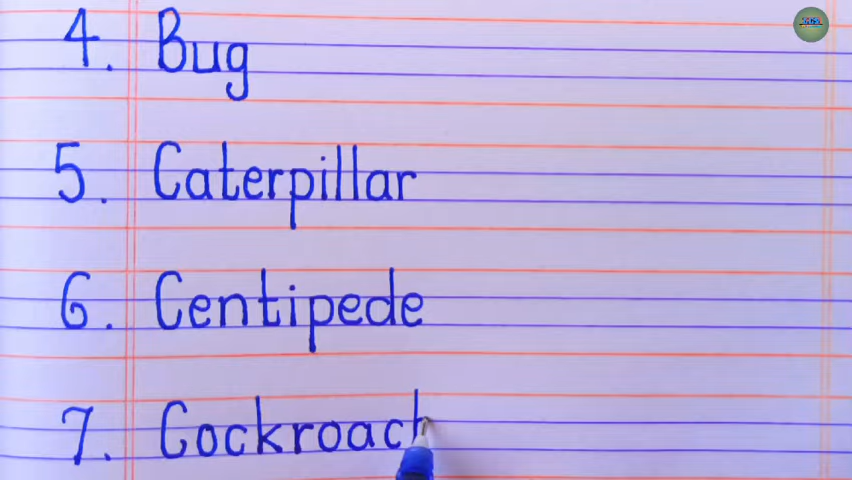 4. Bug
5. Caterpillar
6. Centipede
7. Cockroach